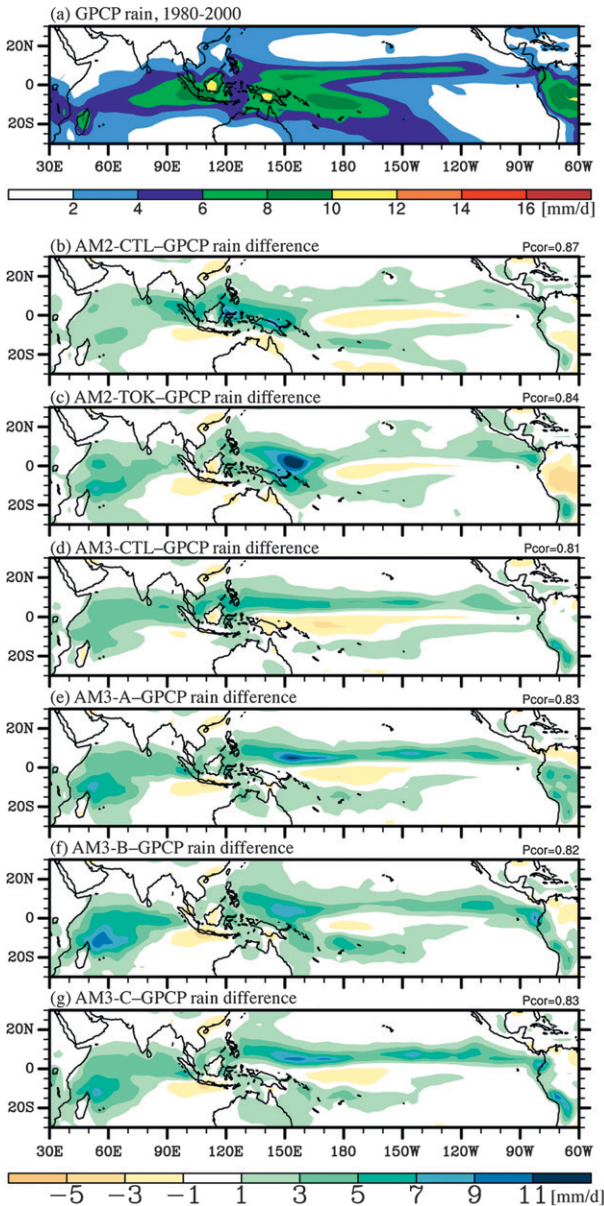 (a) GPCP rain, 1980-2000
20N
0
20S
30E 60E 90E 120E 150E 180 150W 120W 90W 60W
2 4 6 8 10 12 14 16 [mm/d]
(b) AM2-CTL–GPCP rain difference Pcor=0.87
20N
0
20S
(c) AM2-TOK–GPCP rain difference Pcor=0.84
20N
0
20S
(d) AM3-CTL–GPCP rain difference Pcor=0.81
20N
0
20S
(e) AM3-A–GPCP rain difference Pcor=0.83
20N
0
20S
(f) AM3-B–GPCP rain difference Pcor=0.82
20N
0
20S
(g) AM3-C–GPCP rain difference Pcor=0.83
20N
0
20S
30E 60E 90E 120E 150E 180 150W 120W 90W 60W
−5 −3 −1 1 3 5 7 9 11 [mm/d]